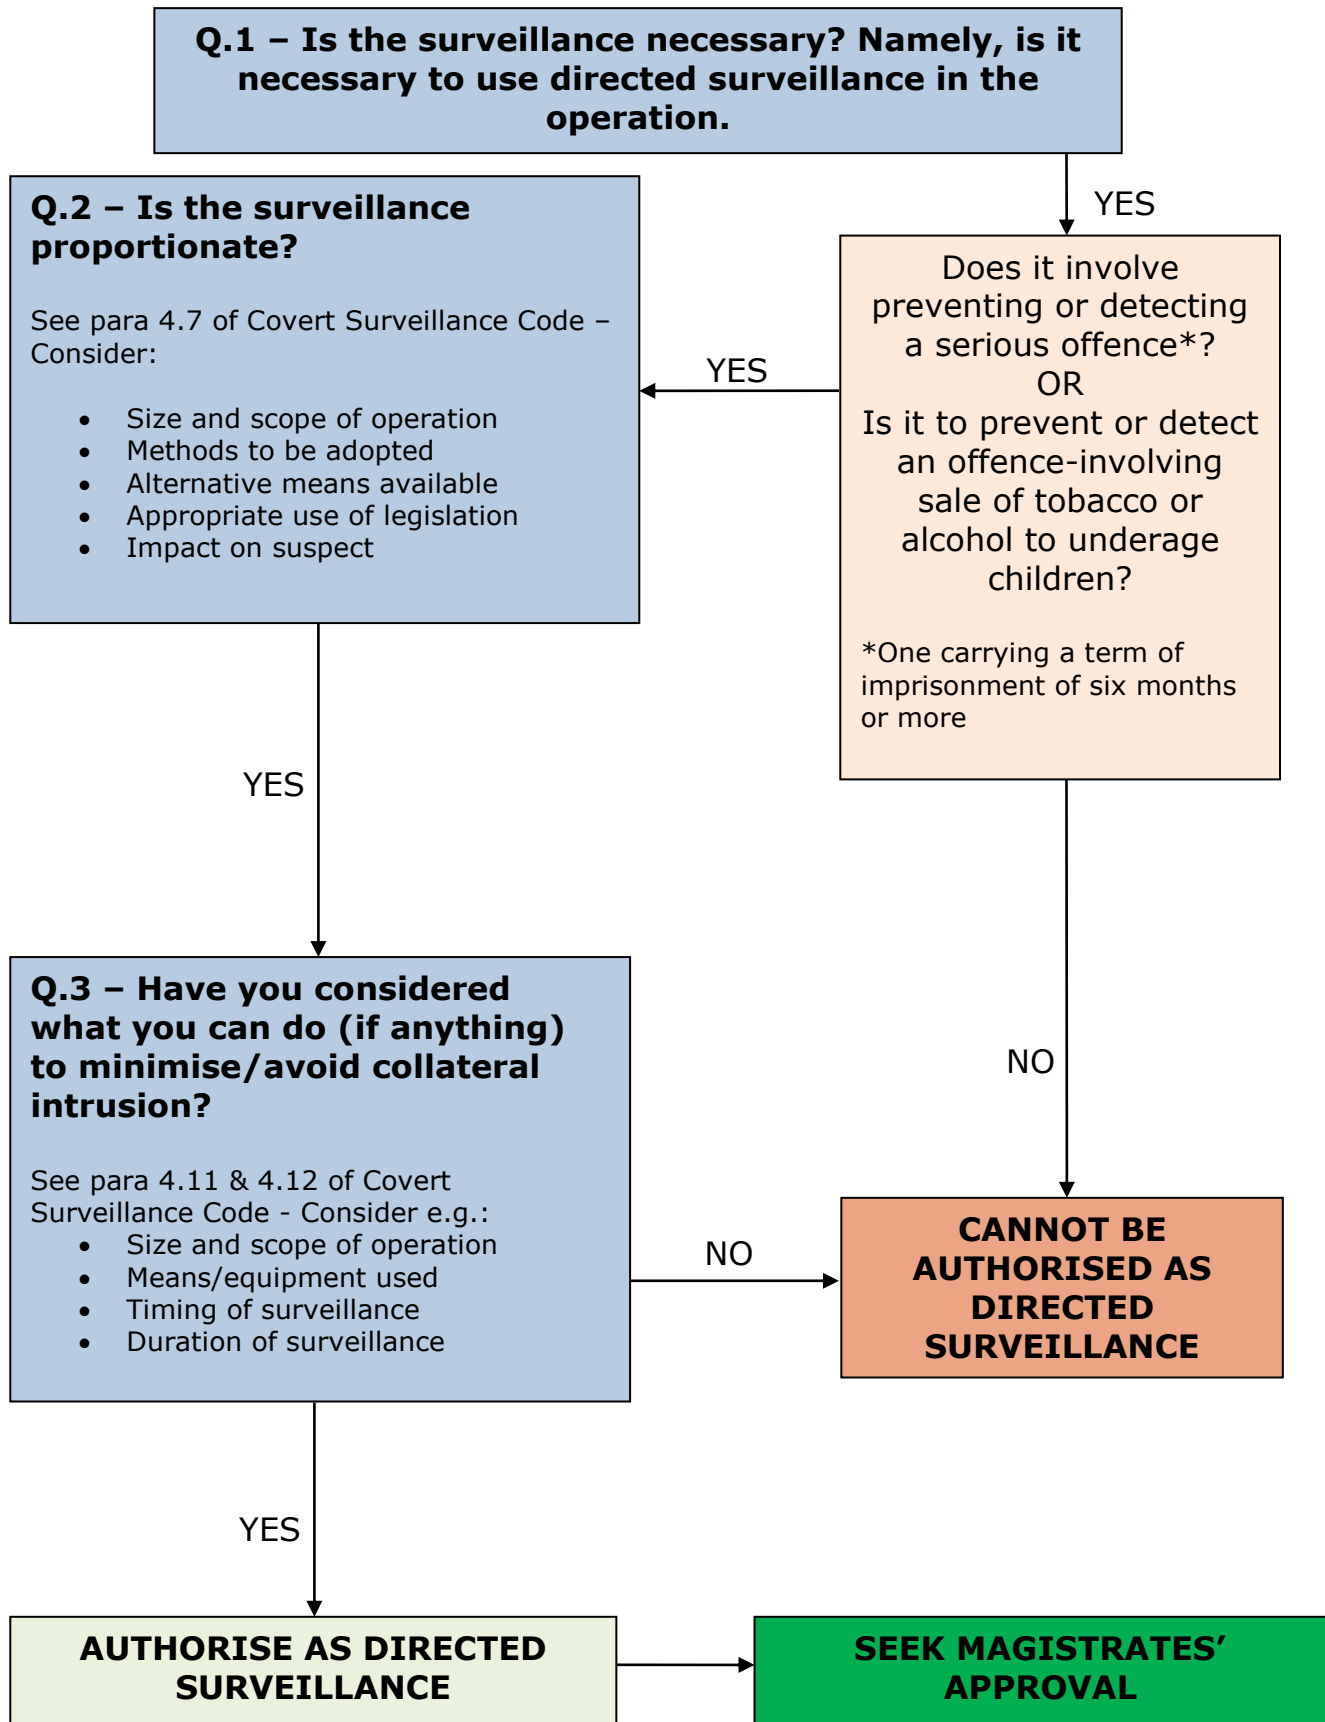 Q.1 – Is the surveillance necessary? Namely, is it
necessary to use directed surveillance in the
operation.
YES
Does it involve
preventing or detecting
a serious offence*?
OR
Is it to prevent or detect
an offence-involving
sale of tobacco or
alcohol to underage
children?
*One carrying a term of
imprisonment of six months
or more
YES
Q.2 – Is the surveillance
proportionate?
See para 4.7 of Covert Surveillance Code –
Consider:
• Size and scope of operation
• Methods to be adopted
• Alternative means available
• Appropriate use of legislation
• Impact on suspect
YES
NO
Q.3 – Have you considered
what you can do (if anything)
to minimise/avoid collateral
intrusion?
See para 4.11 & 4.12 of Covert
Surveillance Code - Consider e.g.:
• Size and scope of operation
• Means/equipment used
• Timing of surveillance
• Duration of surveillance
NO
CANNOT BE
AUTHORISED AS
DIRECTED
SURVEILLANCE
YES
AUTHORISE AS DIRECTED
SURVEILLANCE
SEEK MAGISTRATES’
APPROVAL